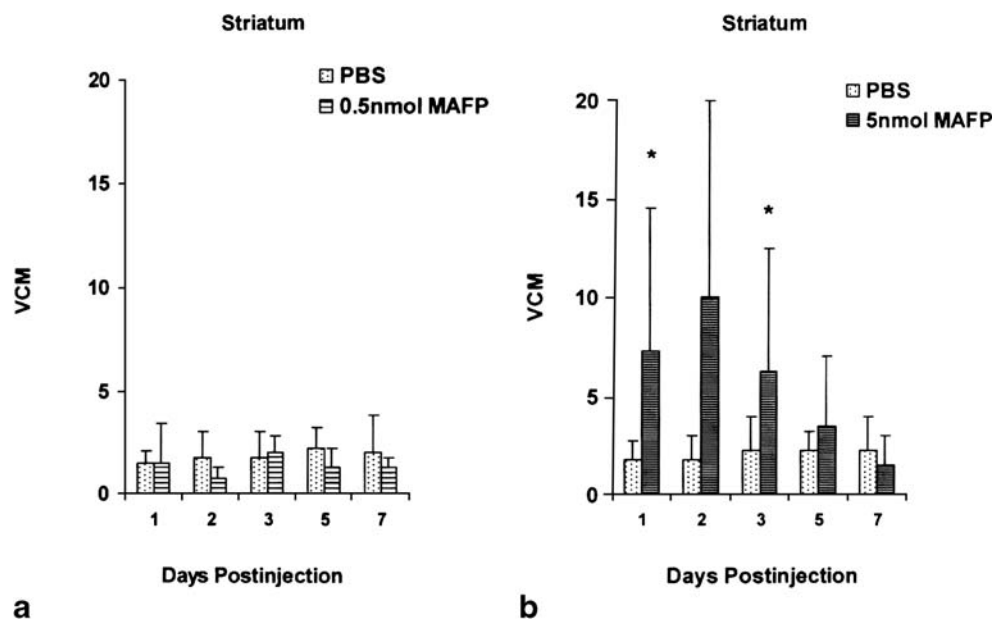 Striatum
PBS
0.5nmol MAFP
20
15
10
5
0
VCM
1 2 3 5 7
Days Postinjection
a
Striatum
PBS
5nmol MAFP
20
15
10
5
0
VCM
* *
1 2 3 5 7
Days Postinjection
b